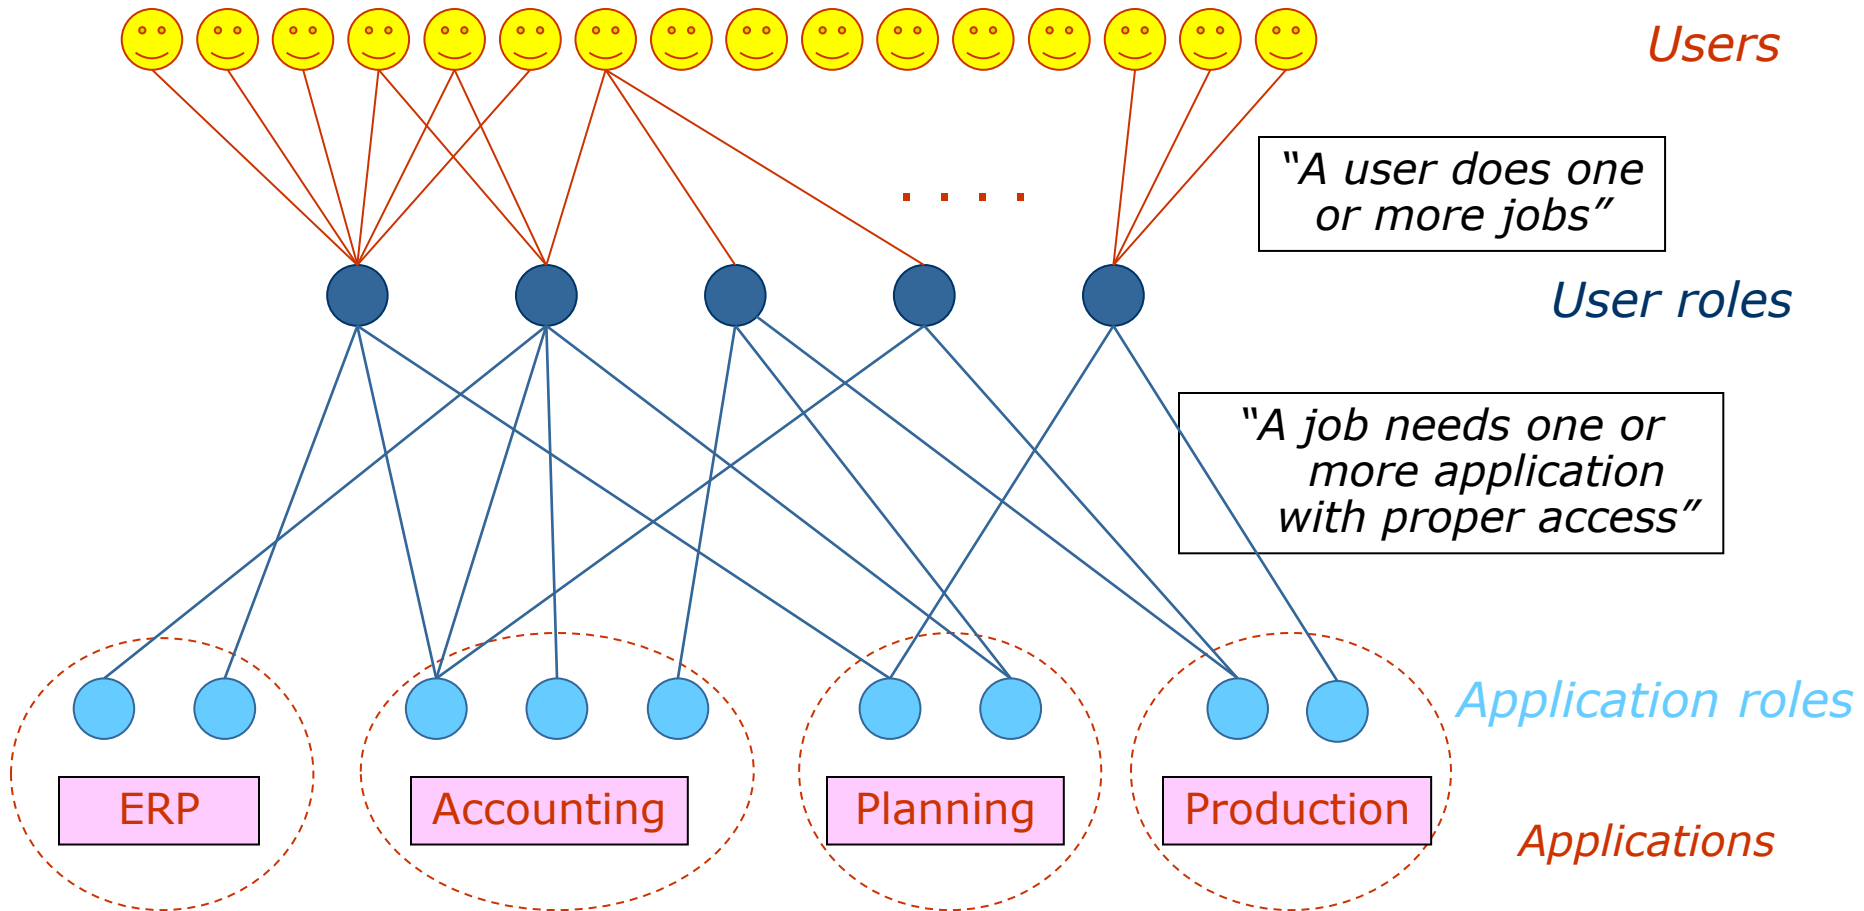 Users
“A user does one
or more jobs”
User roles
“A job needs one or
more application
with proper access”
Application roles
ERP
Accounting
Planning
Production
Applications